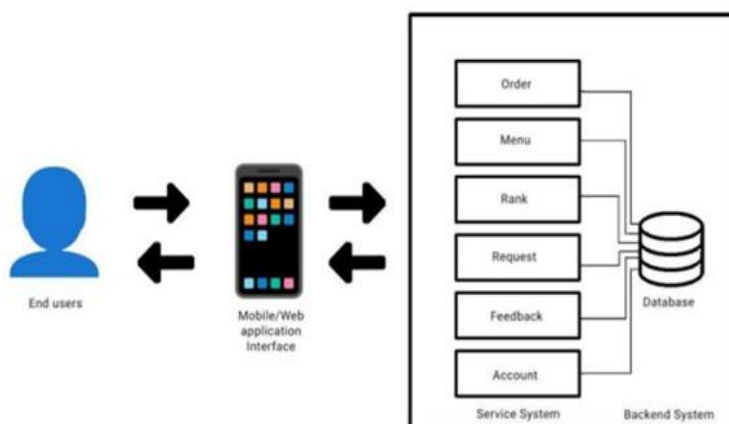 Order
Menu
Rank
Request
Feedback
Account
Database
End users
Mobile/Web
application
Interface
Service System
Backend System